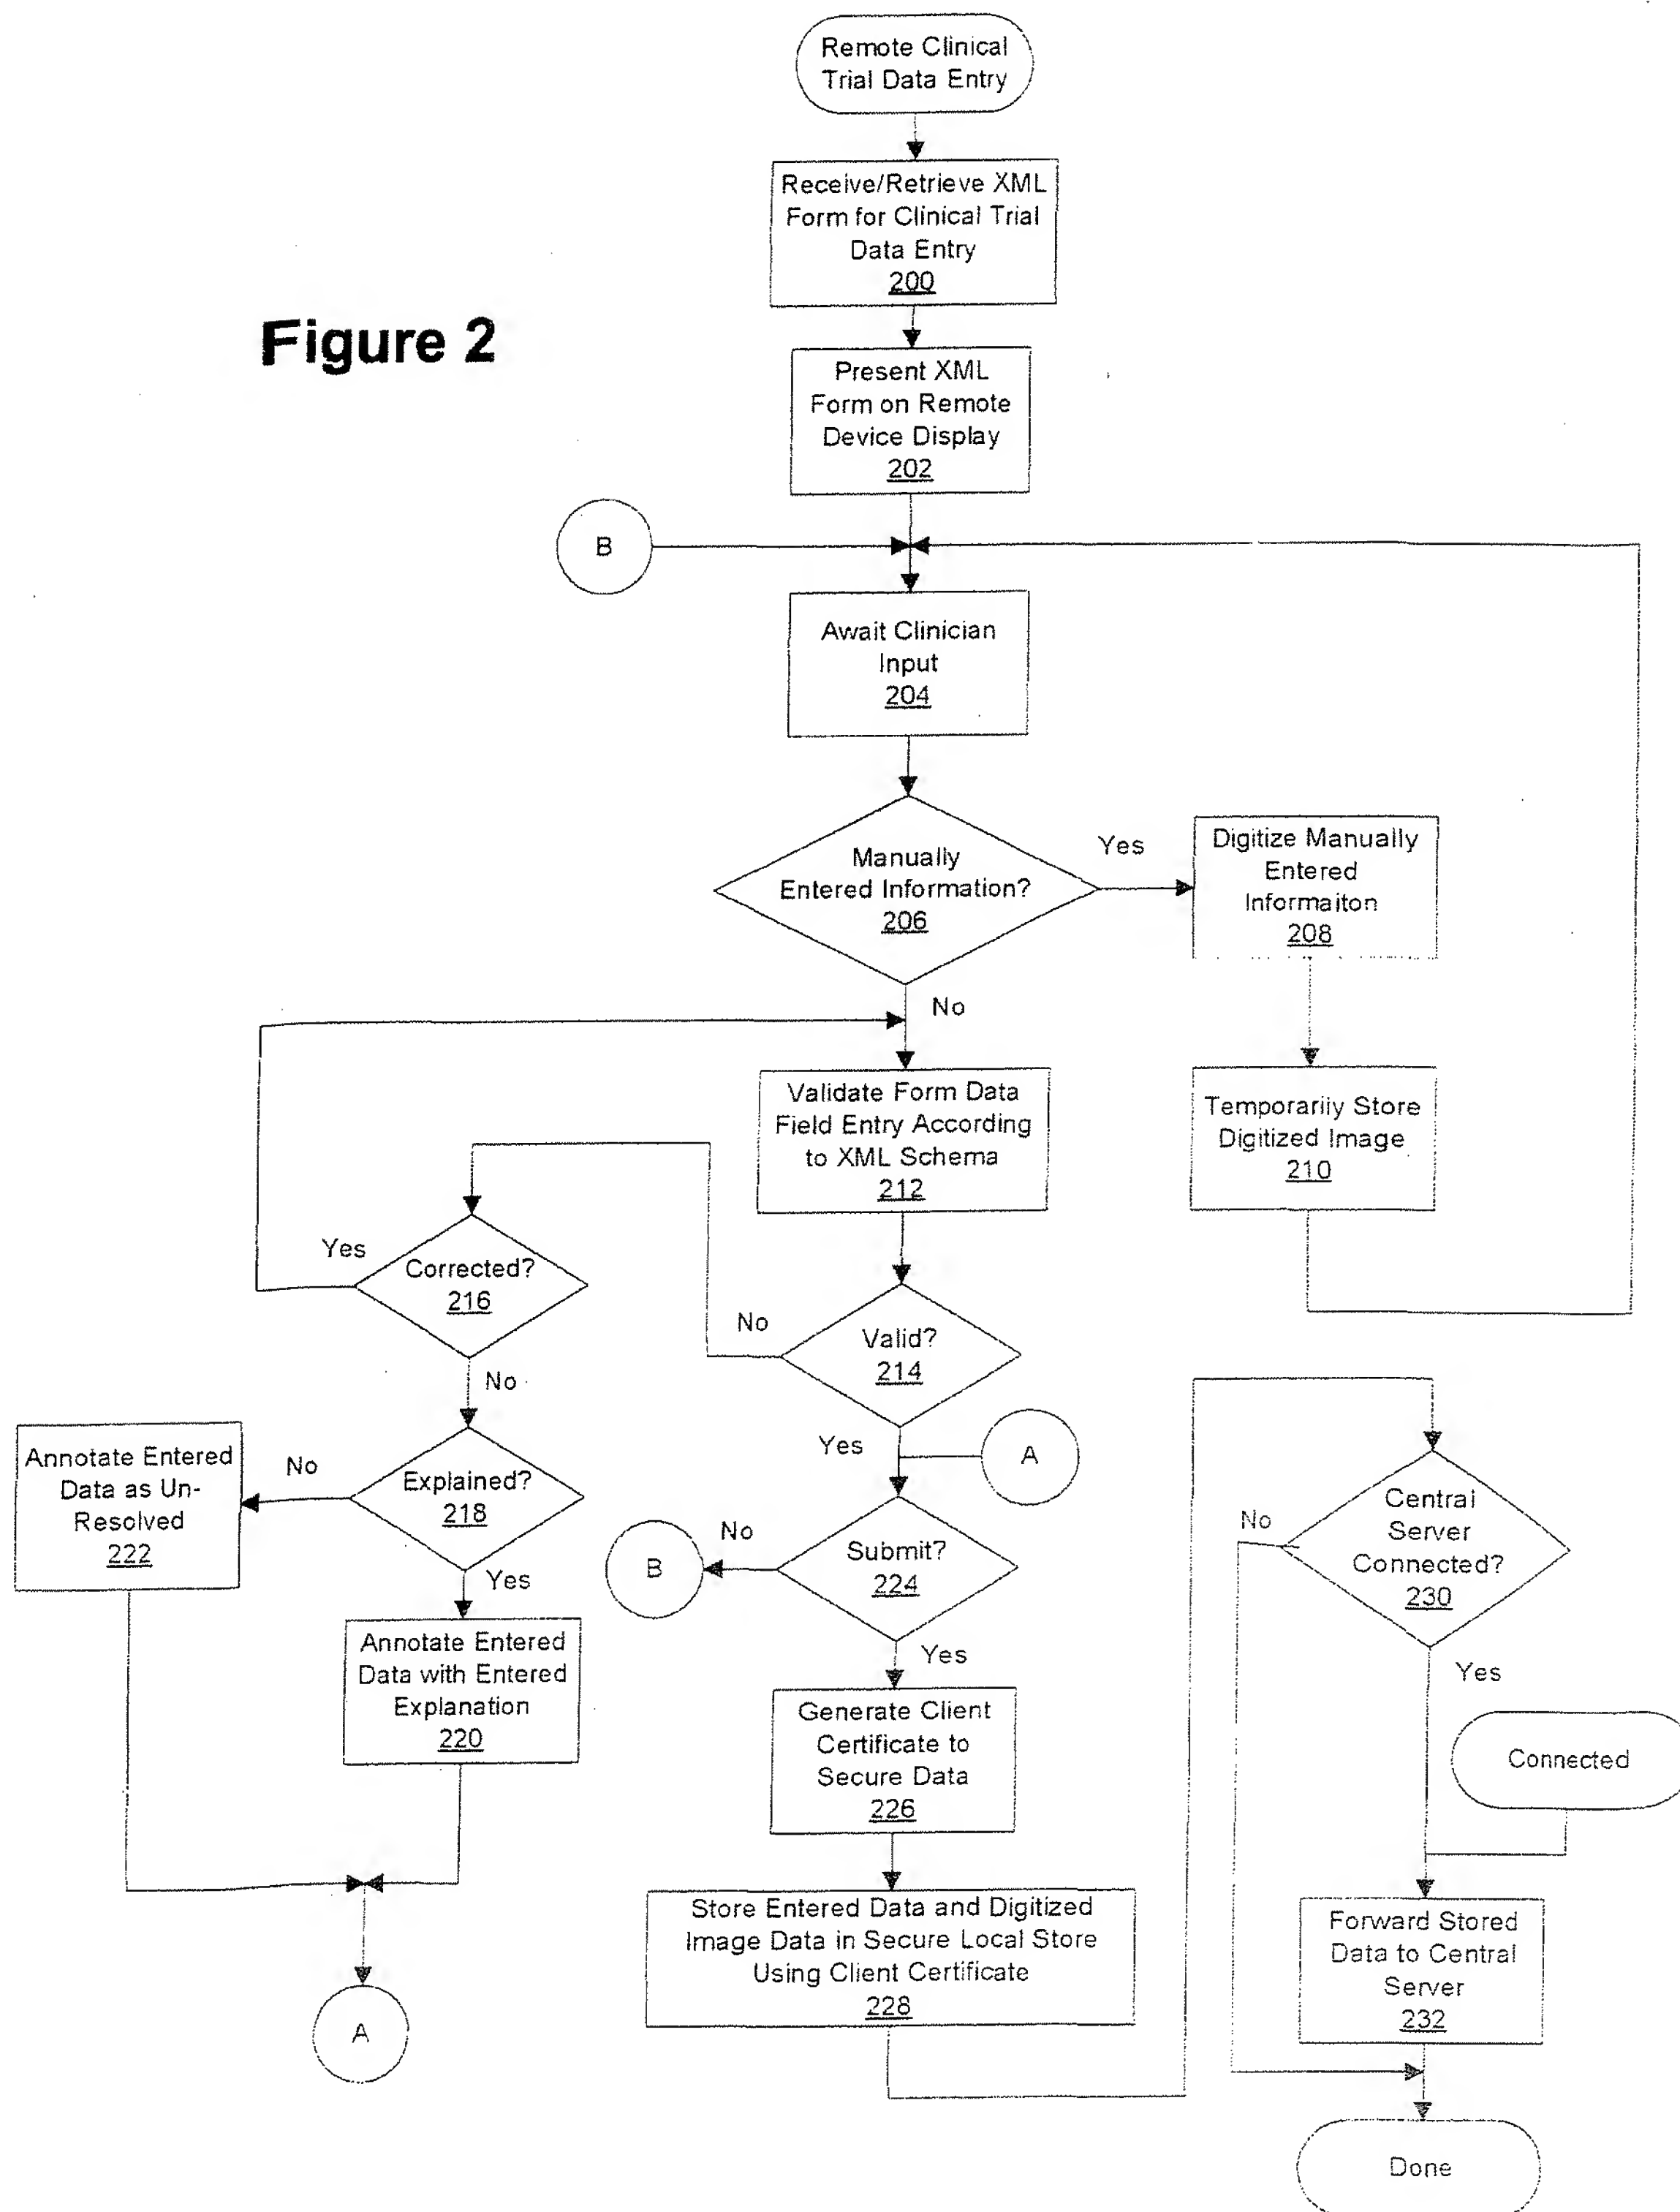 Remote Clinical
Trial Data Entry
Receive/Retrieve XML
Form for Clinical Trial
Data Entry
200
Figure 2
Present XML
Form on Remote
Device Display
202
B
Await Clinician
Input
204
Manually
Entered Information?
206
Yes
Digitize Manually
Entered
Informaiton
208
No
Validate Form Data
Field Entry According
to XML Schema
212
Temporarily Store
Digitized Image
210
Yes
Corrected?
216
No
Valid?
214
No
Yes
A
Annotate Entered
Data as Un-
Resolved
222
No
Explained?
218
Yes
B
No
Submit?
224
Yes
No
Central
Server
Connected?
230
Yes
Annotate Entered
Data with Entered
Explanation
220
Generate Client
Certificate to
Secure Data
226
Connected
Store Entered Data and Digitized
Image Data in Secure Local Store
Using Client Certificate
228
Forward Stored
Data to Central
Server
232
A
Done